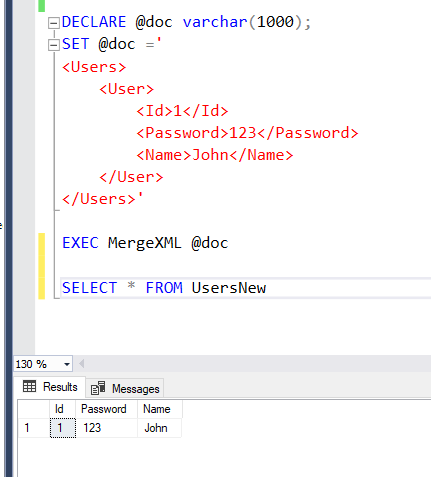 DECLARE @doc varchar(1000);
SET @doc ='
<Users>
<User>
<Id>1</Id>
<Password>123</Password>
<Name>John</Name>
</User>
</Users>'
EXEC MergeXML @doc
SELECT * FROM UsersNew
130 %
Results Messages
Id Password Name
1 1 123 John